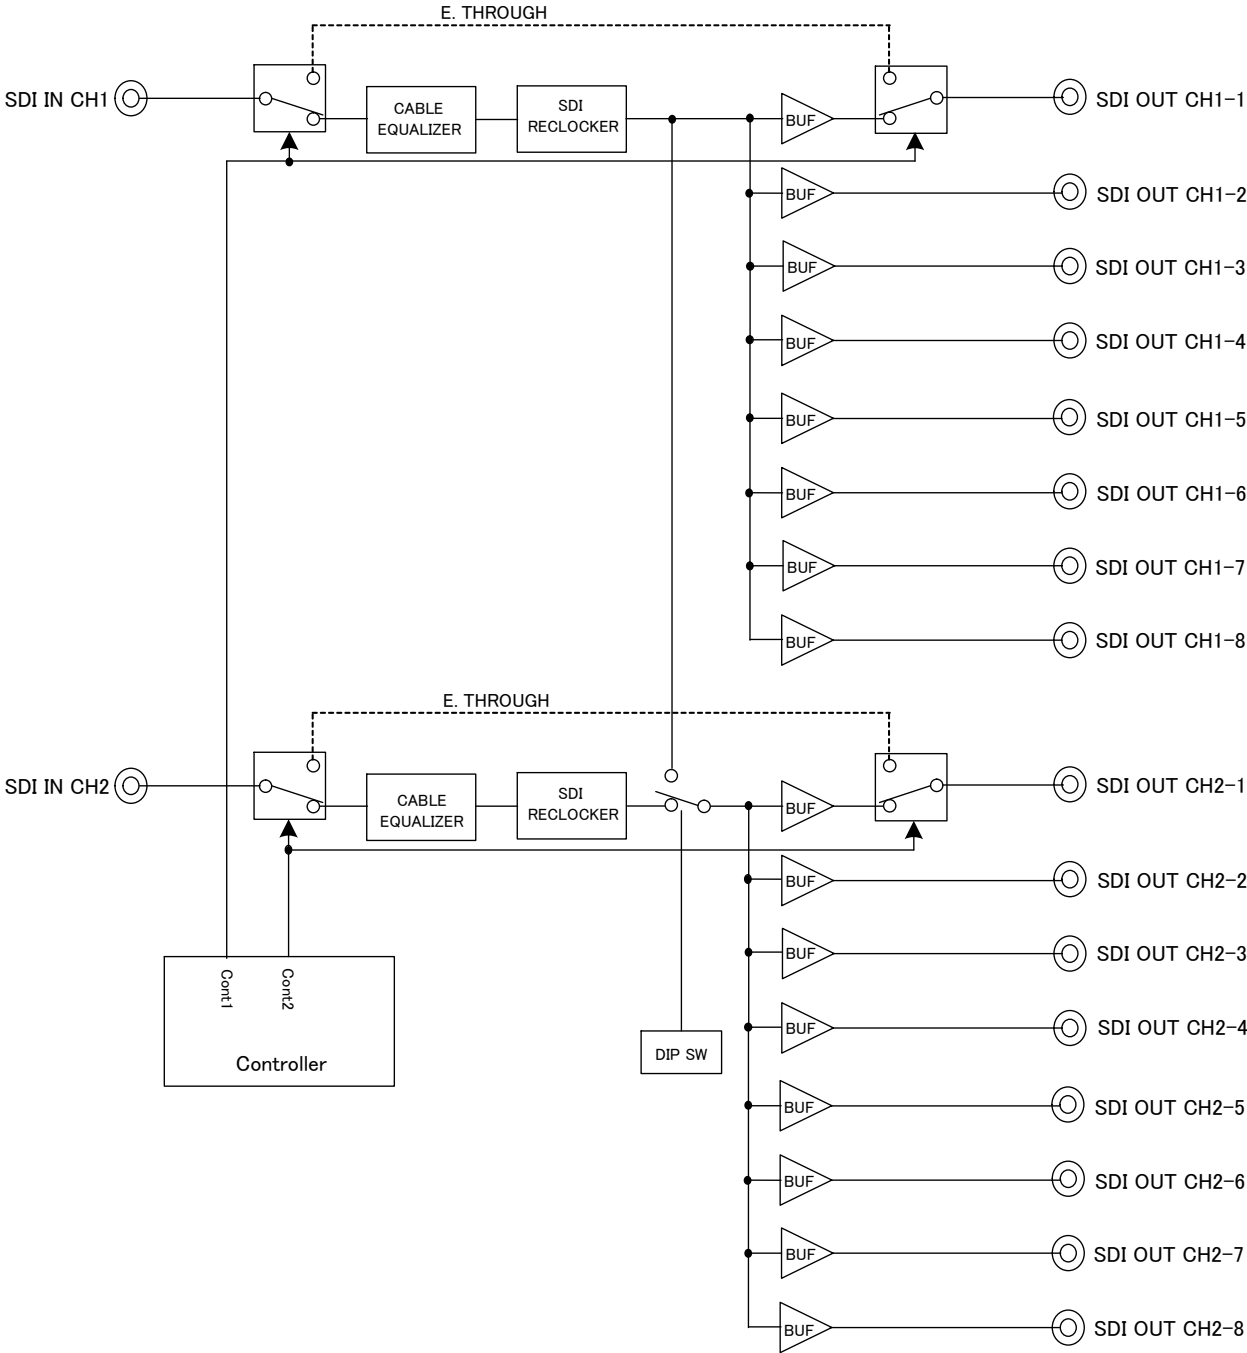 E. THROUGH
SDI IN CH1
CABLE
EQUALIZER
SDI
RECLOCKER
BUF
SDI OUT CH1-1
BUF
SDI OUT CH1-2
BUF
SDI OUT CH1-3
BUF
SDI OUT CH1-4
BUF
SDI OUT CH1-5
BUF
SDI OUT CH1-6
BUF
SDI OUT CH1-7
BUF
SDI OUT CH1-8
E. THROUGH
SDI IN CH2
CABLE
EQUALIZER
SDI
RECLOCKER
BUF
SDI OUT CH2-1
BUF
SDI OUT CH2-2
BUF
SDI OUT CH2-3
Cont1
Cont2
Controller
DIP SW
BUF
SDI OUT CH2-4
BUF
SDI OUT CH2-5
BUF
SDI OUT CH2-6
BUF
SDI OUT CH2-7
BUF
SDI OUT CH2-8